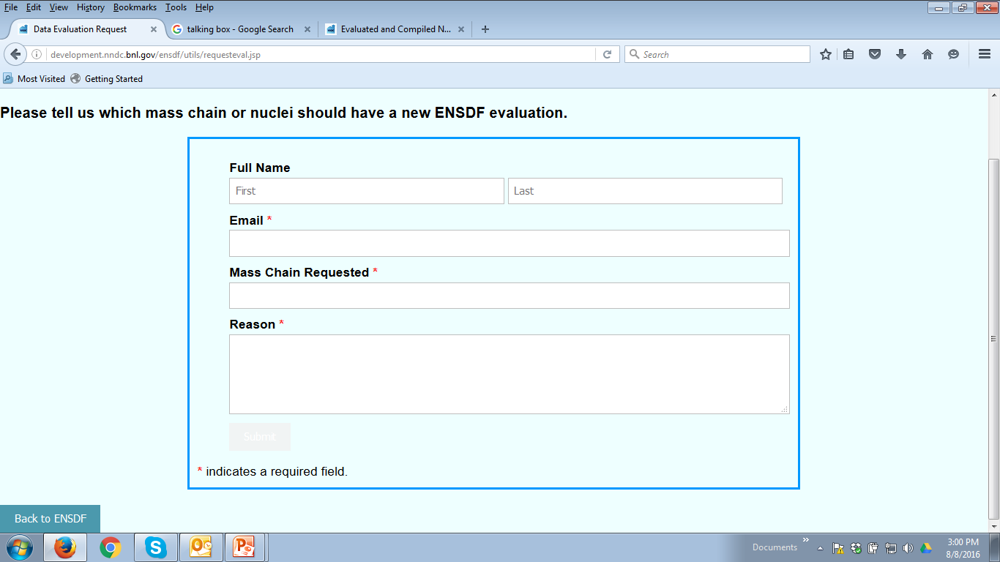 File Edit View History Bookmarks Tools Help
Data Evaluation Request talking box - Google Search Evaluated and Compiled N...
development.nndc.bnl.gov/ensdf/utils/requesteval.jsp Search
Most Visited Getting Started
Please tell us which mass chain or nuclei should have a new ENSDF evaluation.
Full Name
First Last
Email *
Mass Chain Requested *
Reason *
Submit
* indicates a required field.
Back to ENSDF
Documents
3:00 PM
8/8/2016